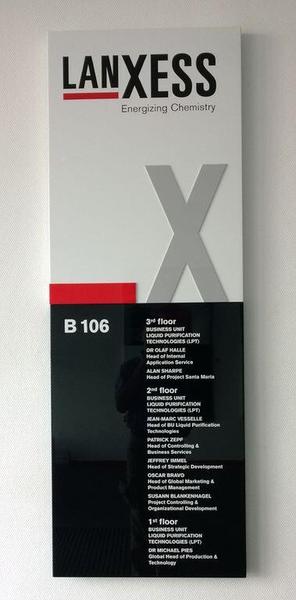 LANXESS
Energizing Chemistry
X
B 106
3rd floor
BUSINESS UNIT
LIQUID PURIFICATION
TECHNOLOGIES (LPT)
DR OLAF HALLE
Head of Internal
Application Service
ALAN SHARPE
Head of Project Santa Maria
2nd floor
BUSINESS UNIT
LIQUID PURIFICATION
TECHNOLOGIES (LPT)
JEAN-MARC VESSELLE
Head of BU Liquid Purification
Technologies
PATRICK ZEPF
Head of Controlling &
Business Services
JEFFREY IMMEL
Head of Strategic Development
OSCAR BRAVO
Head of Global Marketing &
Product Management
SUSANN BLANKENHAGEL
Project Controlling &
Organizational Development
1st floor
BUSINESS UNIT
LIQUID PURIFICATION
TECHNOLOGIES (LPT)
DR MICHAEL PIES
Global Head of Production &
Technology